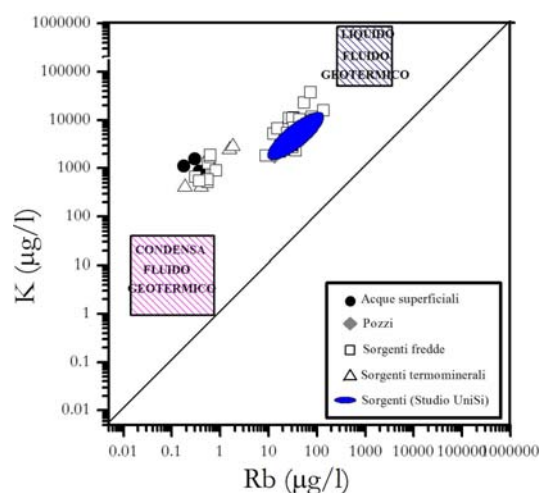 1000000
100000
10000
1000
100
10
1
0.1
0.01
K (µg/l)
LIQUIDO
FLUIDO
GEOTERMICO
CONDENSA
FLUIDO
GEOTERMICO
Acque superficiali
Pozzi
Sorgenti fredde
Sorgenti termominerali
Sorgenti (Studio UniSi)
0.01 0.1 1 10 100 1000 10000 100000 1000000
Rb (µg/l)